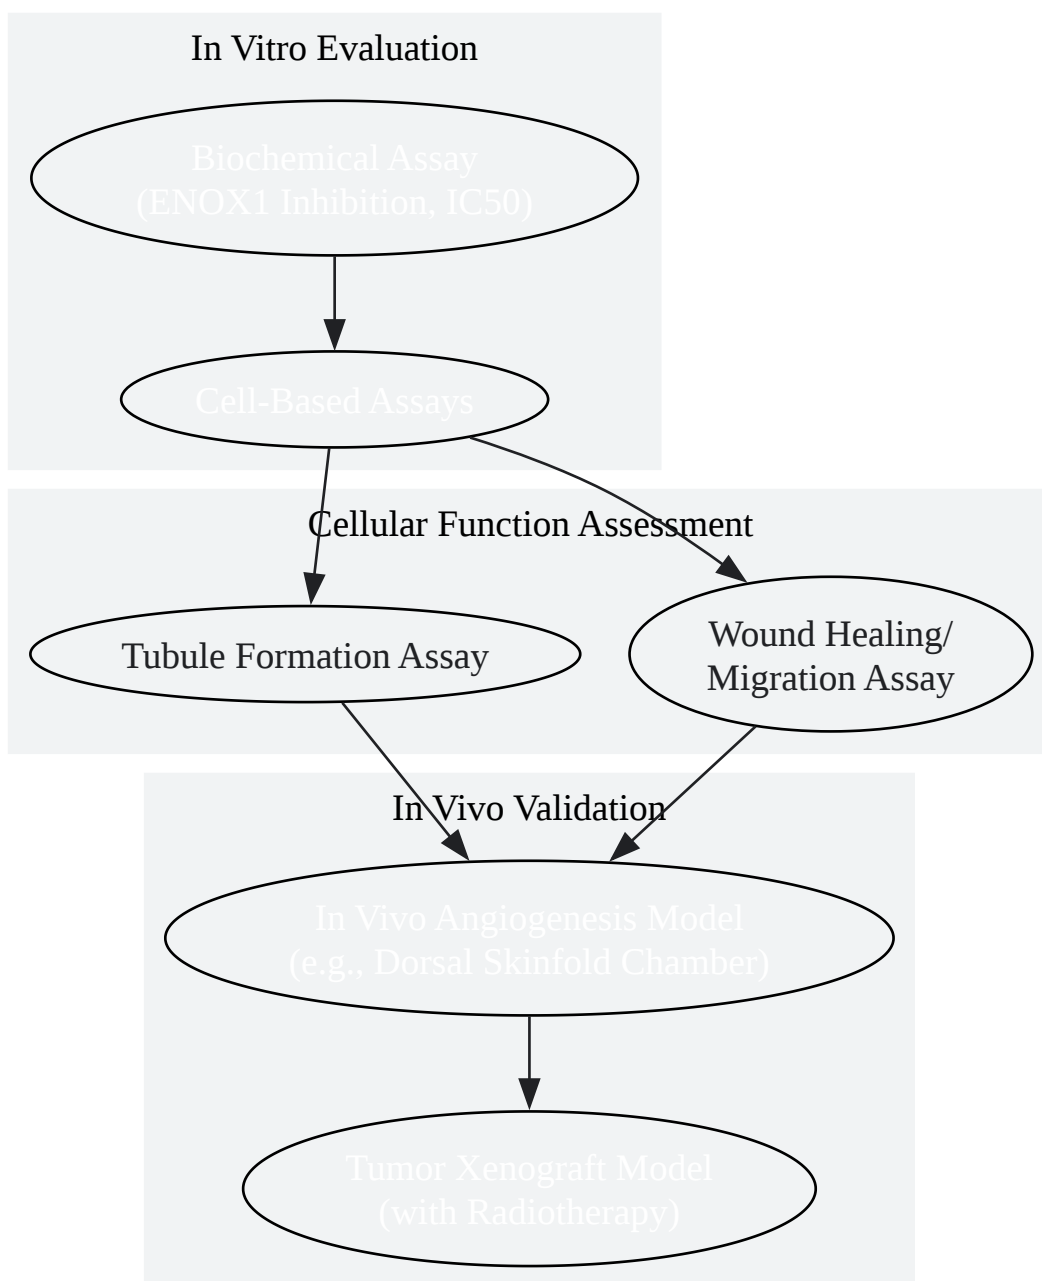 In Vitro Evaluation
Biochemical Assay
(ENOX1 Inhibition, IC50)
Cell-Based Assays
Cellular Function Assessment
Tubule Formation Assay
Wound Healing/
Migration Assay
In Vivo Validation
In Vivo Angiogenesis Model
(e.g., Dorsal Skinfold Chamber)
Tumor Xenograft Model
(with Radiotherapy)